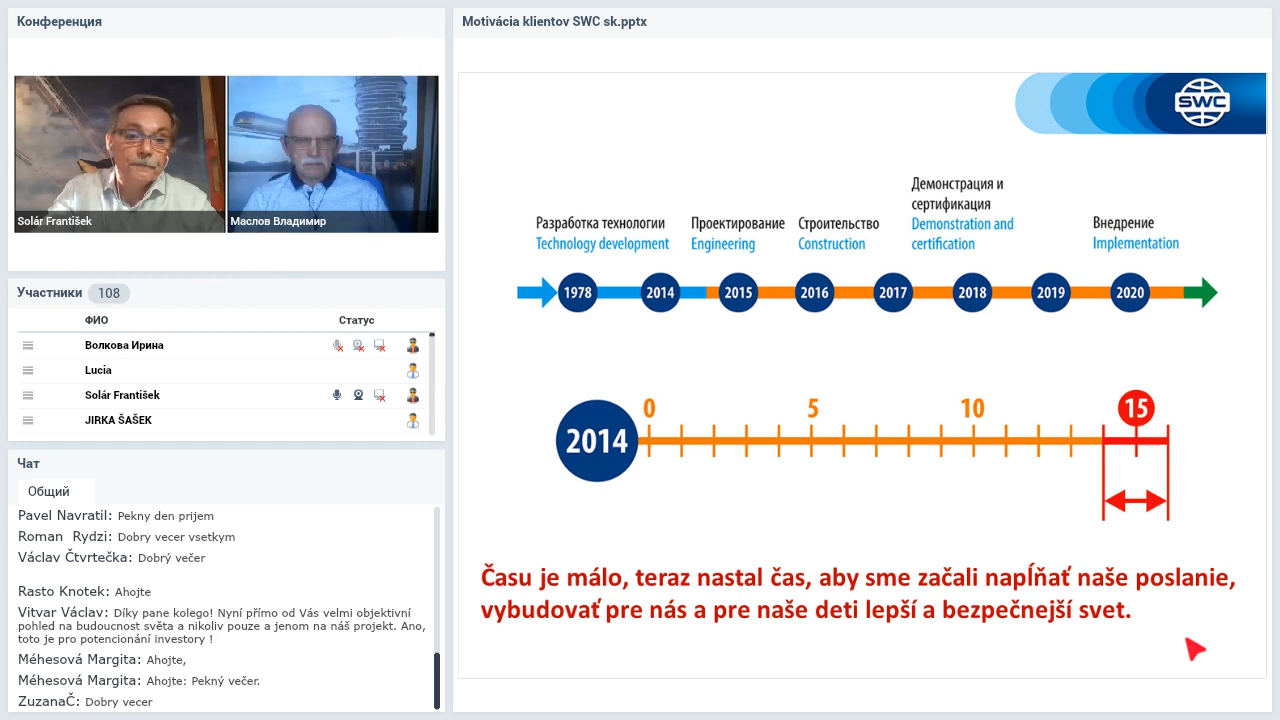 Конференция
Solár František
Маслов Владимир
Участники 108
ФИО Статус
Волкова Ирина
Lucia
Solár František
JIRKA ŠAŠEK
Чат
Общий
Pavel Navratil: Pekny den prijem
Roman Rydzi: Dobry vecer vsetkym
Václav Čtvrtečka: Dobrý večer
Rasto Knotek: Ahojte
Vitvar Václav: Díky pane kolego! Nyní přímo od Vás velmi objektivní
pohled na budoucnost světa a nikoliv pouze a jenom na náš projekt. Ano,
toto je pro potencionání investory !
Méhesová Margita: Ahojte,
Méhesová Margita: Ahojte: Pekný večer.
ZuzanaČ: Dobry vecer
Motivácia klientov SWC sk.pptx
SWC
Разработка технологии
Technology development
Проектирование
Engineering
Строительство
Construction
Демонстрация и
сертификация
Demonstration and
certification
Внедрение
Implementation
1978 2014 2015 2016 2017 2018 2019 2020
0 5 10 15
2014
Času je málo, teraz nastal čas, aby sme začali napĺňať naše poslanie,
vybudovať pre nás a pre naše deti lepší a bezpečnejší svet.